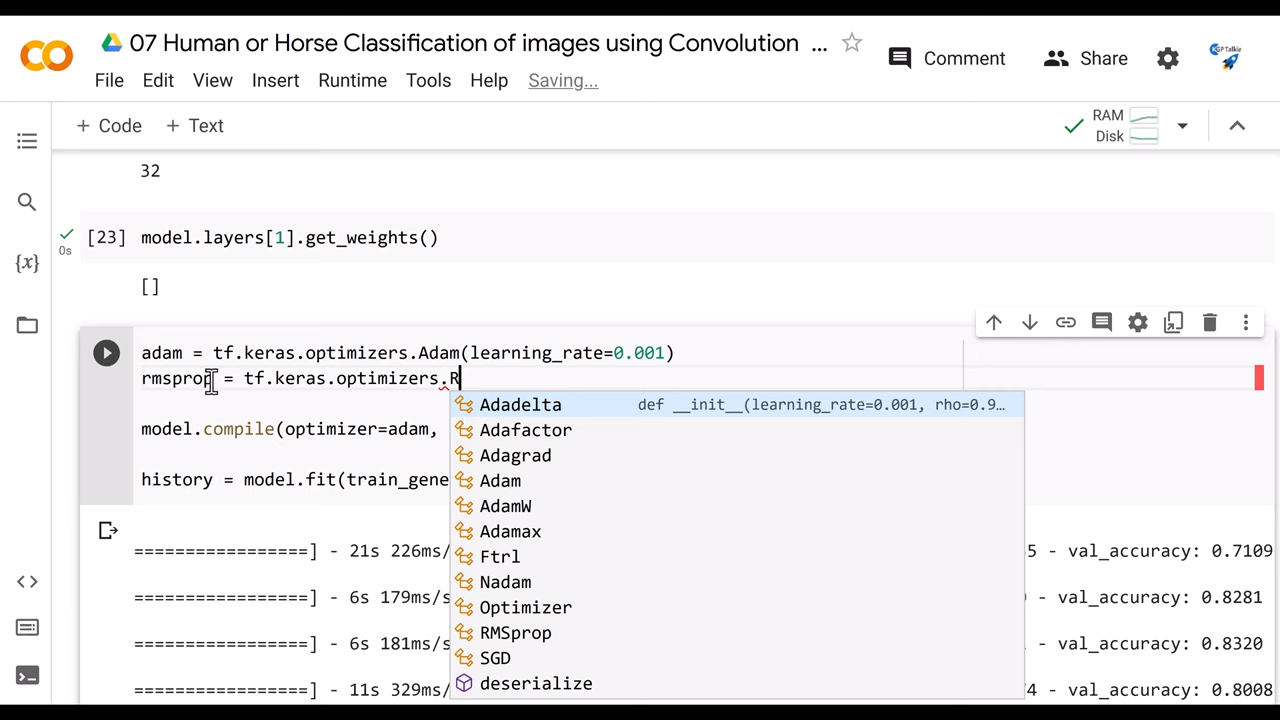 07 Human or Horse Classification of images using Convolution ...
Comment
Share
KGP Talkie
File Edit View Insert Runtime Tools Help Saving...
+ Code + Text
RAM
Disk
32
[23] model.layers[1].get_weights()
0s
{x}
[]
adam = tf.keras.optimizers.Adam(learning_rate=0.001)
rmsprop = tf.keras.optimizers.R
Adadelta def __init__(learning_rate=0.001, rho=0.9…
Adafactor
model.compile(optimizer=adam,
Adagrad
history = model.fit(train_gene
Adam
AdamW
Adamax
Ftrl
Nadam
Optimizer
RMSprop
SGD
deserialize
=================] - 21s 226ms/s 5 - val_accuracy: 0.7109
=================] - 6s 179ms/s - val_accuracy: 0.8281
=================] - 6s 181ms/s - val_accuracy: 0.8320
=================] - 11s 329ms/ 4 - val_accuracy: 0.8008